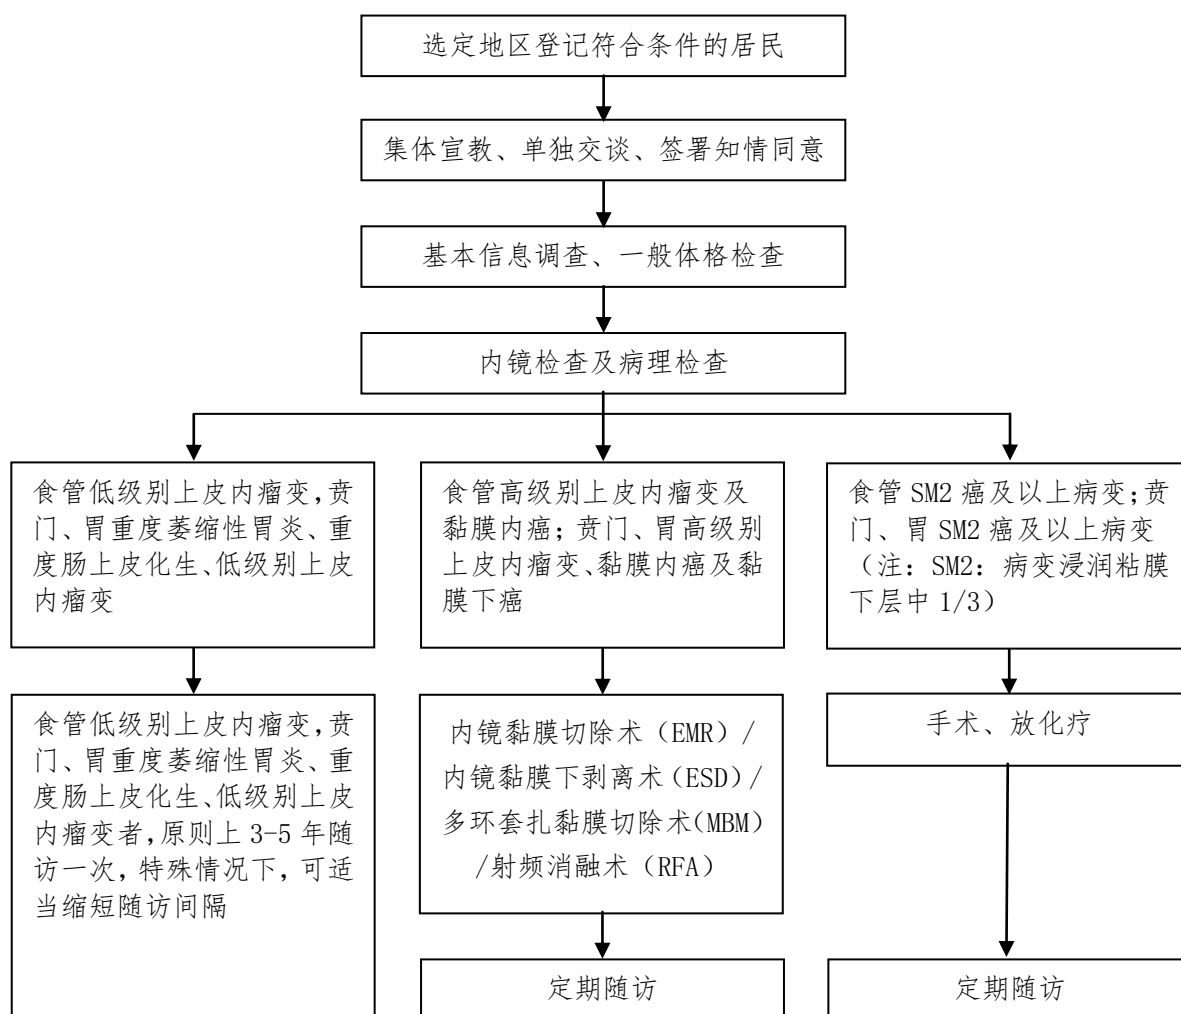 选定地区登记符合条件的居民
集体宣教、单独交谈、签署知情同意
基本信息调查、一般体格检查
内镜检查及病理检查
食管低级别上皮内瘤变,贲
门、胃重度萎缩性胃炎、重
度肠上皮化生、低级别上皮
内瘤变
食管高级别上皮内瘤变及
黏膜内癌；贲门、胃高级别
上皮内瘤变、黏膜内癌及黏
膜下癌
食管 SM2 癌及以上病变;贲
门、胃 SM2 癌及以上病变
（注：SM2：病变浸润粘膜
下层中 1/3）
食管低级别上皮内瘤变,贲
门、胃重度萎缩性胃炎、重
度肠上皮化生、低级别上皮
内瘤变者,原则上 3-5 年随
访一次,特殊情况下,可适
当缩短随访间隔
内镜黏膜切除术（EMR）/
内镜黏膜下剥离术(ESD)/
多环套扎黏膜切除术(MBM)
/射频消融术（RFA）
手术、放化疗
定期随访
定期随访